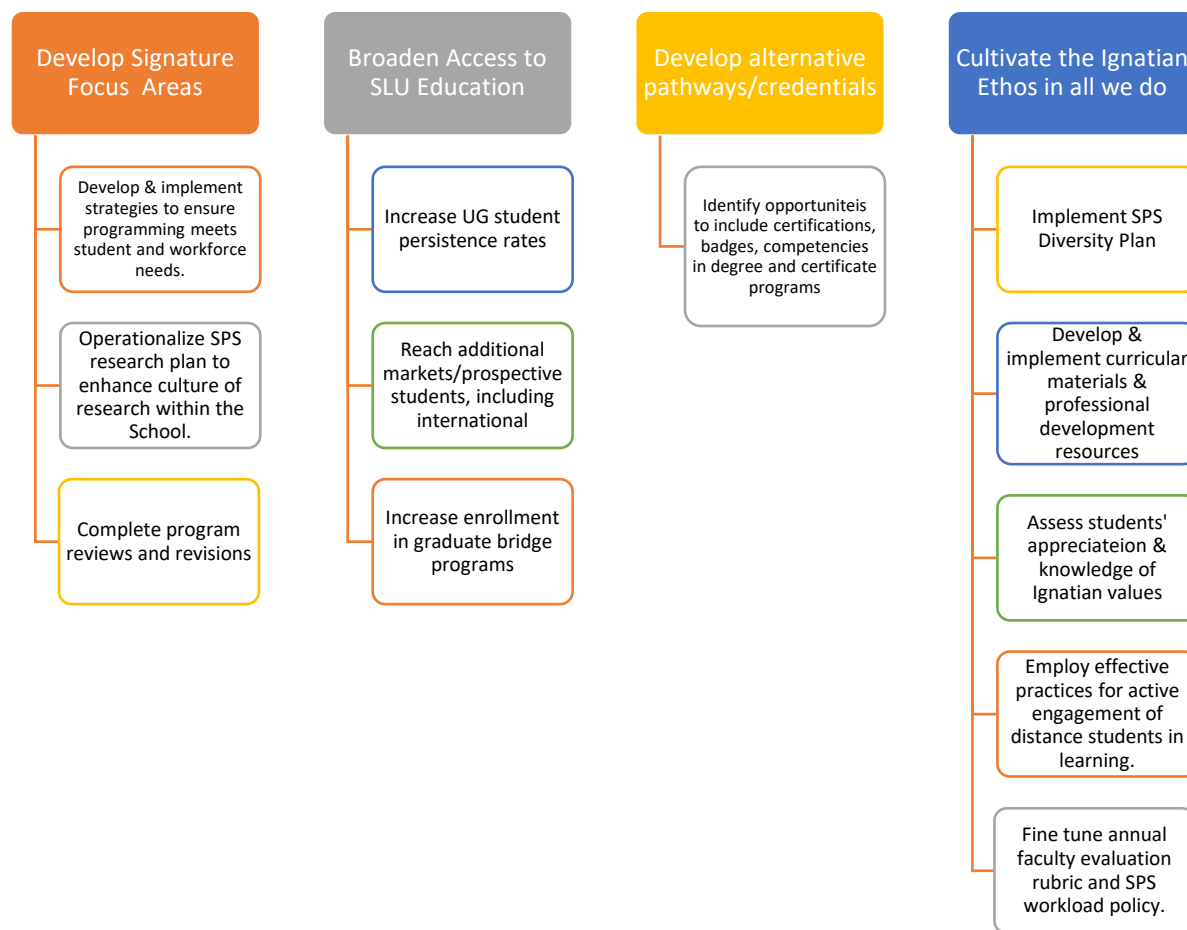 Develop Signature
Focus Areas
Develop & implement
strategies to ensure
programming meets
student and workforce
needs.
Operationalize SPS
research plan to
enhance culture of
research within the
School.
Complete program
reviews and revisions
Broaden Access to
SLU Education
Increase UG student
persistence rates
Reach additional
markets/prospective
students, including
international
Increase enrollment
in graduate bridge
programs
Develop alternative
pathways/credentials
Identify opportuniteis
to include certifications,
badges, competencies
in degree and certificate
programs
Cultivate the Ignatian
Ethos in all we do
Implement SPS
Diversity Plan
Develop &
implement curricular
materials &
professional
development
resources
Assess students'
appreciateion &
knowledge of
Ignatian values
Employ effective
practices for active
engagement of
distance students in
learning.
Fine tune annual
faculty evaluation
rubric and SPS
workload policy.